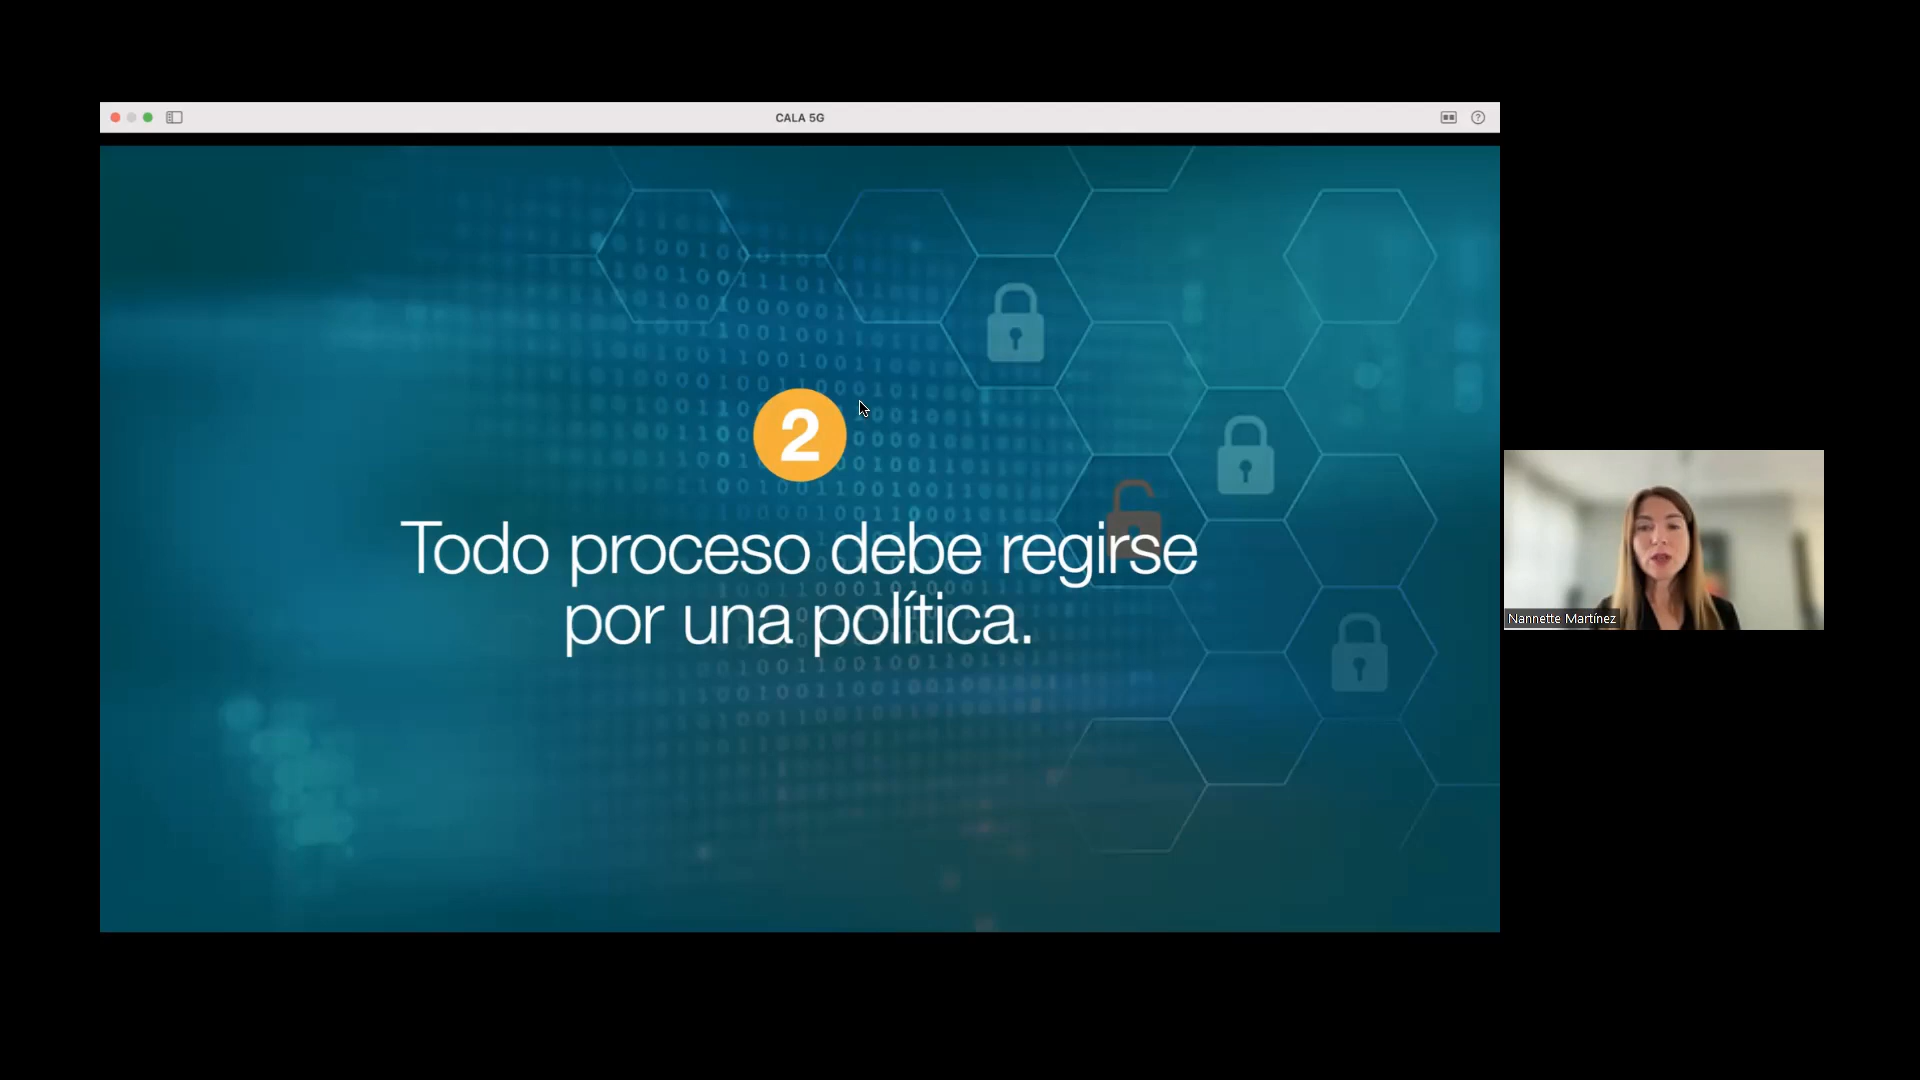 CALA 5G
2
Todo proceso debe regirse
por una política.
Nannette Martínez